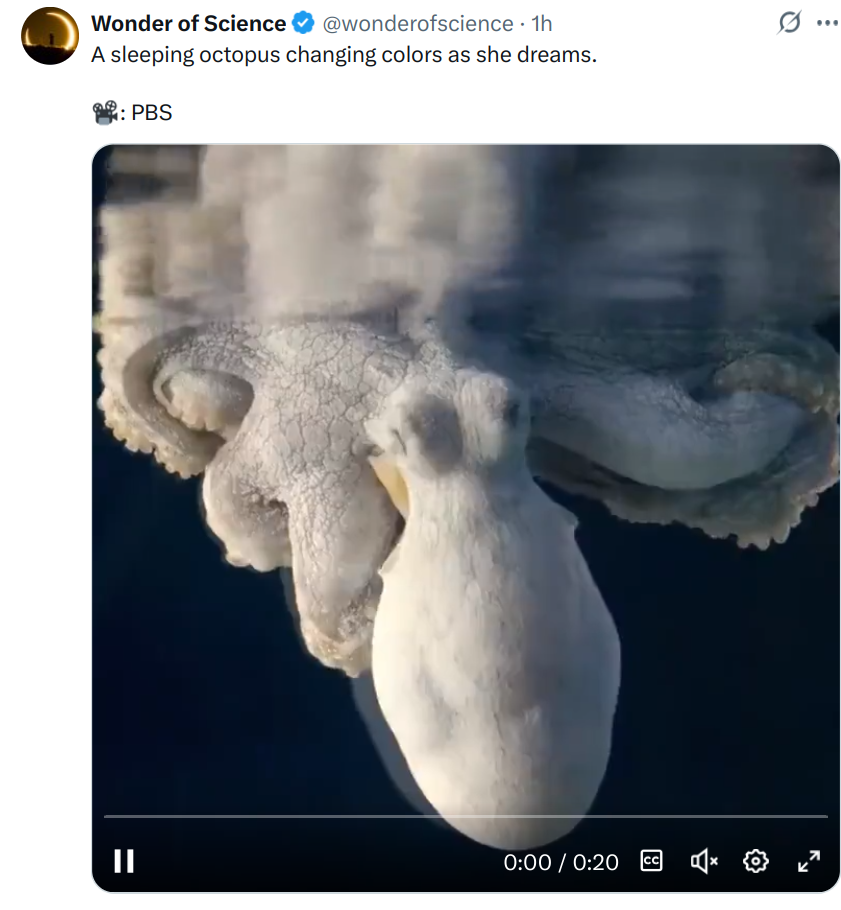 Wonder of Science @wonderofscience · 1h
A sleeping octopus changing colors as she dreams.
🎥: PBS
0:00 / 0:20 CC